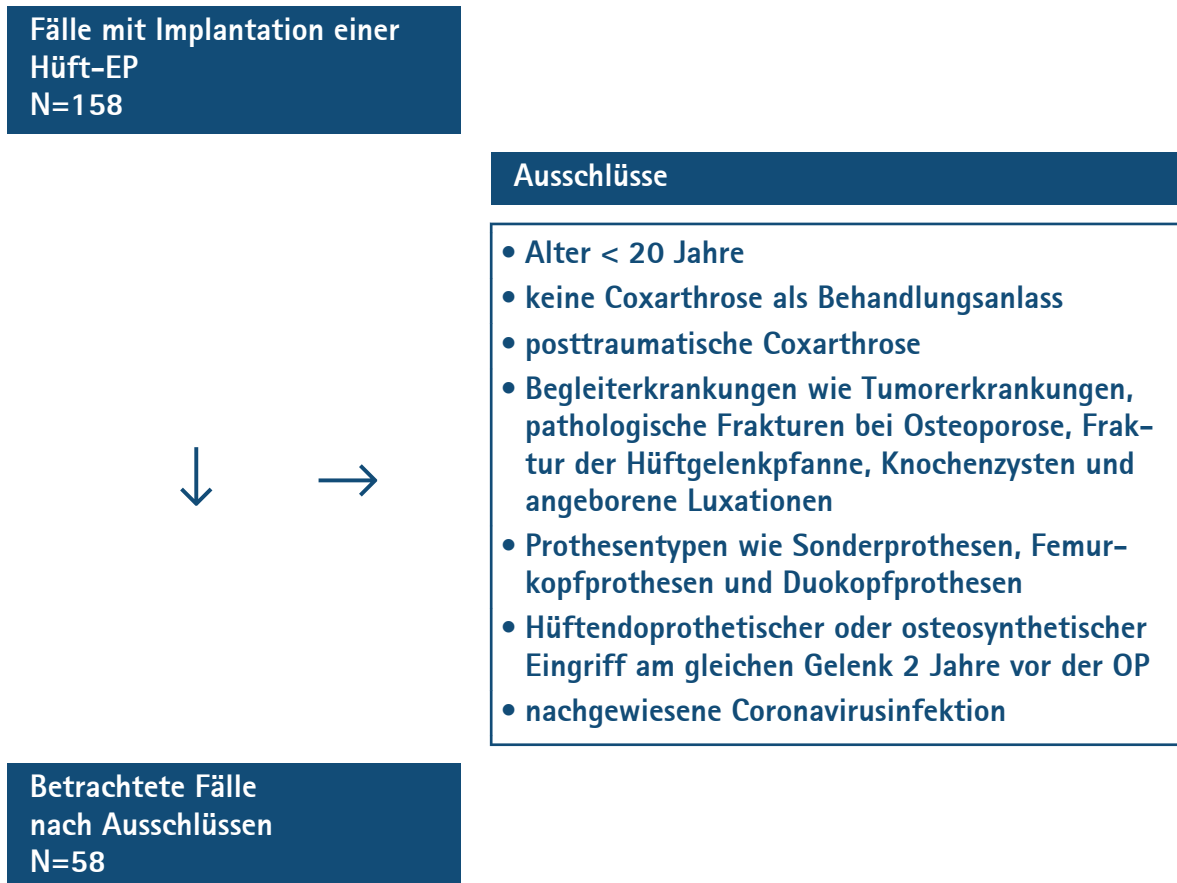 Fälle mit Implantation einer
Hüft-EP
N=158
Ausschlüsse
• Alter < 20 Jahre
• keine Coxarthrose als Behandlungsanlass
• posttraumatische Coxarthrose
• Begleiterkrankungen wie Tumorerkrankungen,
pathologische Frakturen bei Osteoporose, Frak-
tur der Hüftgelenkpfanne, Knochenzysten und
angeborene Luxationen
• Prothesentypen wie Sonderprothesen, Femur-
kopfprothesen und Duokopfprothesen
• Hüftendoprothetischer oder osteosynthetischer
Eingriff am gleichen Gelenk 2 Jahre vor der OP
• nachgewiesene Coronavirusinfektion
Betrachtete Fälle
nach Ausschlüssen
N=58